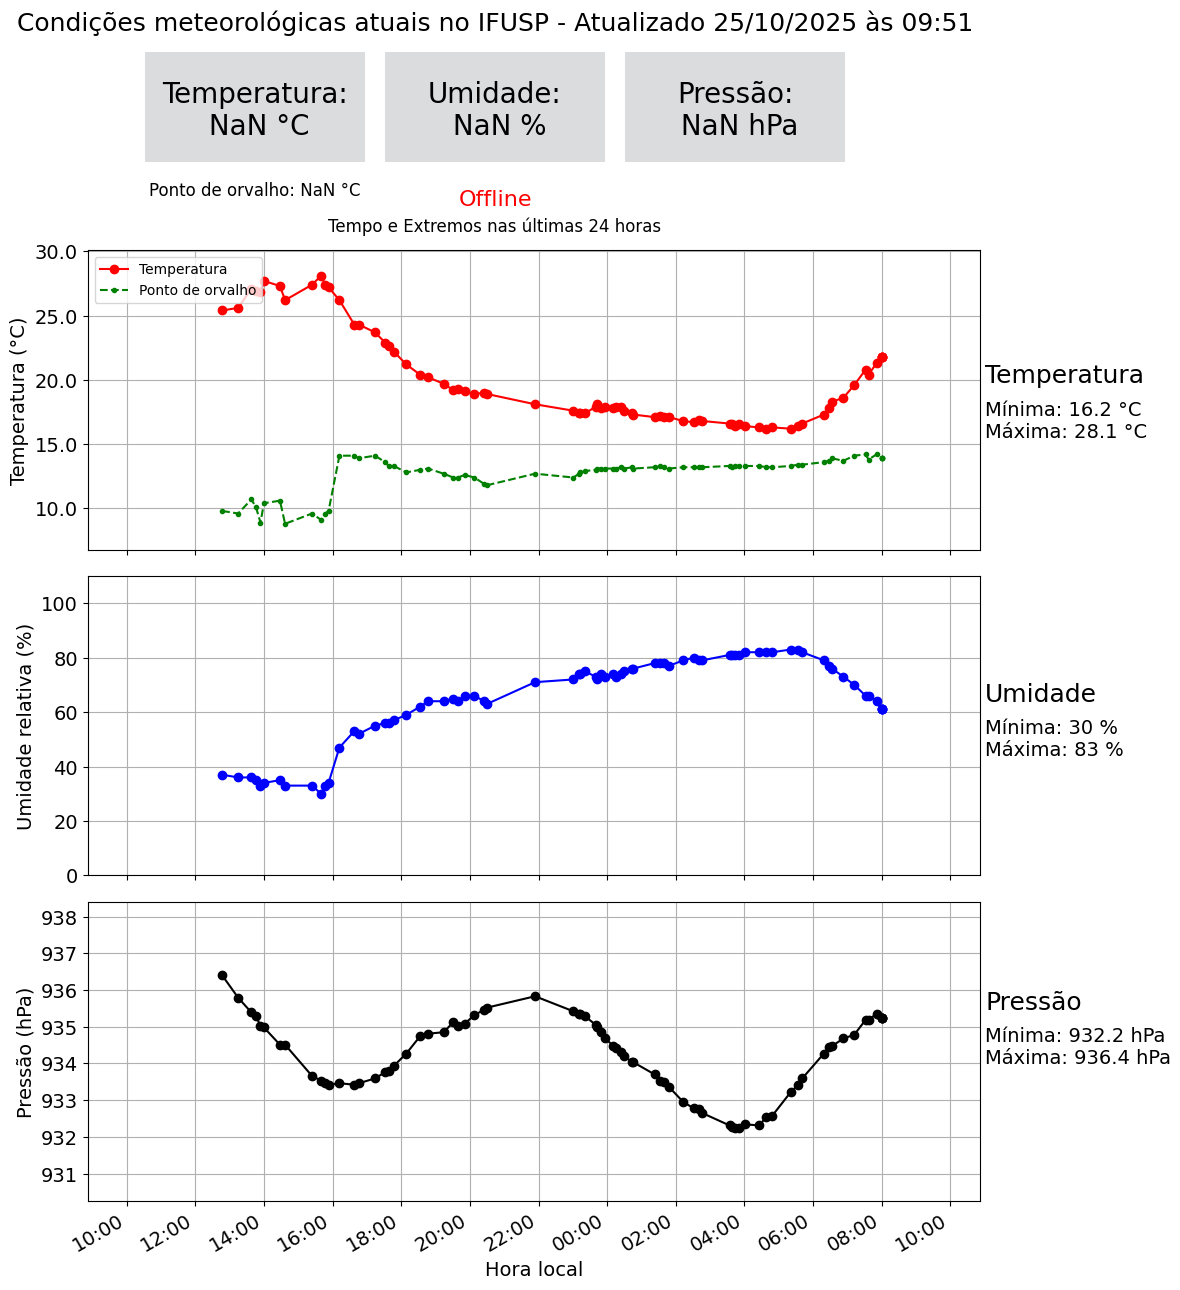 Condições meteorológicas atuais no IFUSP - Atualizado 25/10/2025 às 09:51
Temperatura:
NaN °C
Umidade:
NaN %
Pressão:
NaN hPa
Ponto de orvalho: NaN °C
Offline
Tempo e Extremos nas últimas 24 horas
Temperatura
Ponto de orvalho
Temperatura (°C)
30.0
25.0
20.0
15.0
10.0
Temperatura
Mínima: 16.2 °C
Máxima: 28.1 °C
Umidade relativa (%)
100
80
60
40
20
0
Umidade
Mínima: 30 %
Máxima: 83 %
Pressão (hPa)
938
937
936
935
934
933
932
931
Pressão
Mínima: 932.2 hPa
Máxima: 936.4 hPa
10:00 12:00 14:00 16:00 18:00 20:00 22:00 00:00 02:00 04:00 06:00 08:00 10:00
Hora local